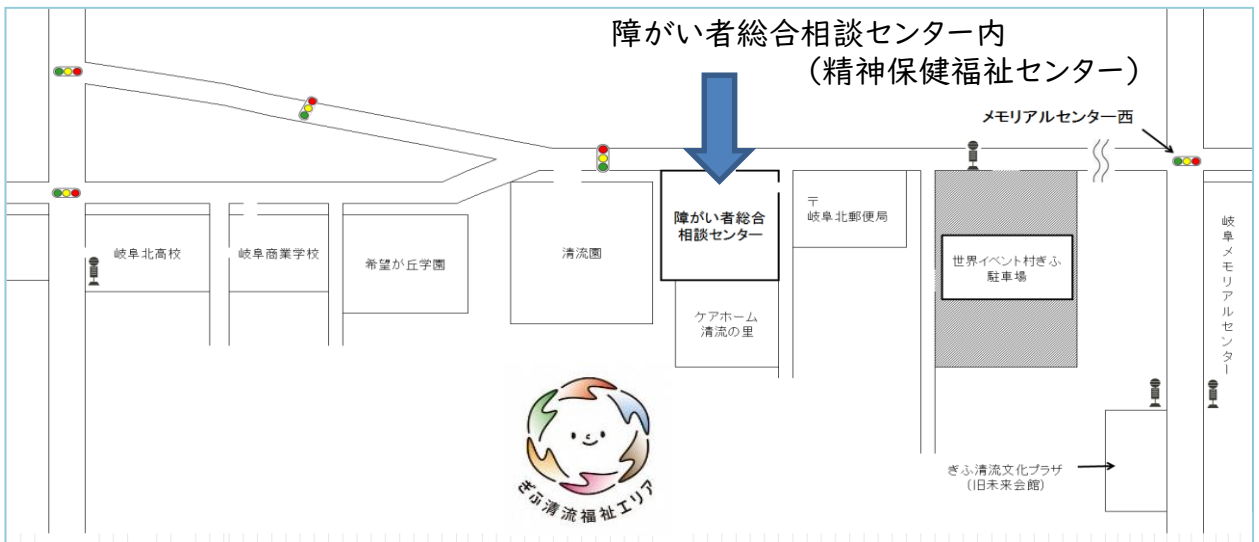 障がい者総合相談センター内
（精神保健福祉センター）
メモリアルセンター西
岐阜北高校
岐阜商業学校
希望が丘学園
清流園
障がい者総合
相談センター
ケアホーム
清流の里
〒
岐阜北郵便局
世界イベント村ぎふ
駐車場
岐阜メモリアルセンター
ぎふ清流文化プラザ
(旧未来会館)
ぎふ清流福祉エリア